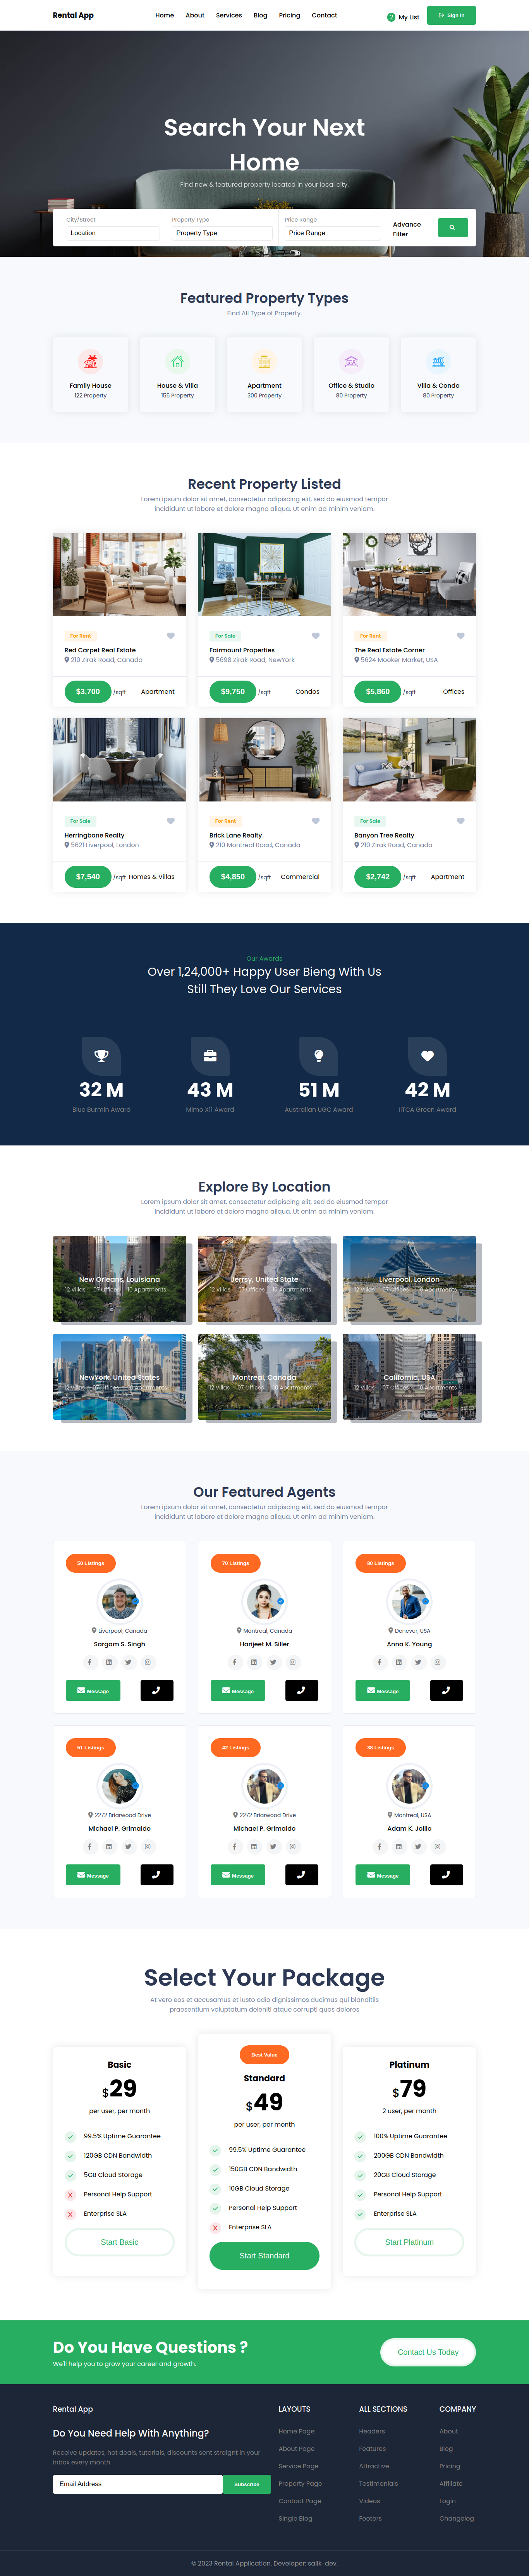 Rental App
Home About Services Blog Pricing Contact
2 My List
Sign In
Search Your Next
Home
Find new & featured property located in your local city.
City/Street
Location
Property Type
Property Type
Price Range
Price Range
Advance
Filter
Featured Property Types
Find All Type of Property.
Family House
122 Property
House & Villa
155 Property
Apartment
300 Property
Office & Studio
80 Property
Villa & Condo
80 Property
Recent Property Listed
Lorem ipsum dolor sit amet, consectetur adipiscing elit, sed do eiusmod tempor
incididunt ut labore et dolore magna aliqua. Ut enim ad minim veniam.
For Rent
Red Carpet Real Estate
210 Zirak Road, Canada
$3,700 /sqft Apartment
For Sale
Fairmount Properties
5698 Zirak Road, NewYork
$9,750 /sqft Condos
For Rent
The Real Estate Corner
5624 Mooker Market, USA
$5,860 /sqft Offices
For Sale
Herringbone Realty
5621 Liverpool, London
$7,540 /sqft Homes & Villas
For Rent
Brick Lane Realty
210 Montreal Road, Canada
$4,850 /sqft Commercial
For Sale
Banyon Tree Realty
210 Zirak Road, Canada
$2,742 /sqft Apartment
Our Awards
Over 1,24,000+ Happy User Bieng With Us
Still They Love Our Services
32 M
Blue Burmin Award
43 M
Mimo X11 Award
51 M
Australian UGC Award
42 M
IITCA Green Award
Explore By Location
Lorem ipsum dolor sit amet, consectetur adipiscing elit, sed do eiusmod tempor
incididunt ut labore et dolore magna aliqua. Ut enim ad minim veniam.
New Orleans, Louisiana
12 Villas 07 Offices 10 Apartments
Jerrsy, United State
12 Villas 07 Offices 10 Apartments
Liverpool, London
12 Villas 07 Offices 10 Apartments
NewYork, United States
12 Villas 07 Offices 10 Apartments
Montreal, Canada
12 Villas 07 Offices 10 Apartments
California, USA
12 Villas 07 Offices 10 Apartments
Our Featured Agents
Lorem ipsum dolor sit amet, consectetur adipiscing elit, sed do eiusmod tempor
incididunt ut labore et dolore magna aliqua. Ut enim ad minim veniam.
50 Listings
Liverpool, Canada
Sargam S. Singh
Message
70 Listings
Montreal, Canada
Harijeet M. Siller
Message
80 Listings
Denever, USA
Anna K. Young
Message
51 Listings
2272 Briarwood Drive
Michael P. Grimaldo
Message
42 Listings
2272 Briarwood Drive
Michael P. Grimaldo
Message
38 Listings
Montreal, USA
Adam K. Jollio
Message
Select Your Package
At vero eos et accusamus et iusto odio dignissimos ducimus qui blanditiis
praesentium voluptatum deleniti atque corrupti quos dolores
Basic
$29
per user, per month
99.5% Uptime Guarantee
120GB CDN Bandwidth
5GB Cloud Storage
Personal Help Support
Enterprise SLA
Start Basic
Best Value
Standard
$49
per user, per month
99.5% Uptime Guarantee
150GB CDN Bandwidth
10GB Cloud Storage
Personal Help Support
Enterprise SLA
Start Standard
Platinum
$79
2 user, per month
100% Uptime Guarantee
200GB CDN Bandwidth
20GB Cloud Storage
Personal Help Support
Enterprise SLA
Start Platinum
Do You Have Questions ?
We'll help you to grow your career and growth.
Contact Us Today
Rental App
Do You Need Help With Anything?
Receive updates, hot deals, tutorials, discounts sent straignt in your
inbox every month
Email Address
Subscribe
LAYOUTS
Home Page
About Page
Service Page
Property Page
Contact Page
Single Blog
ALL SECTIONS
Headers
Features
Attractive
Testimonials
Videos
Footers
COMPANY
About
Blog
Pricing
Affiliate
Login
Changelog
© 2023 Rental Application. Developer: salik-dev.